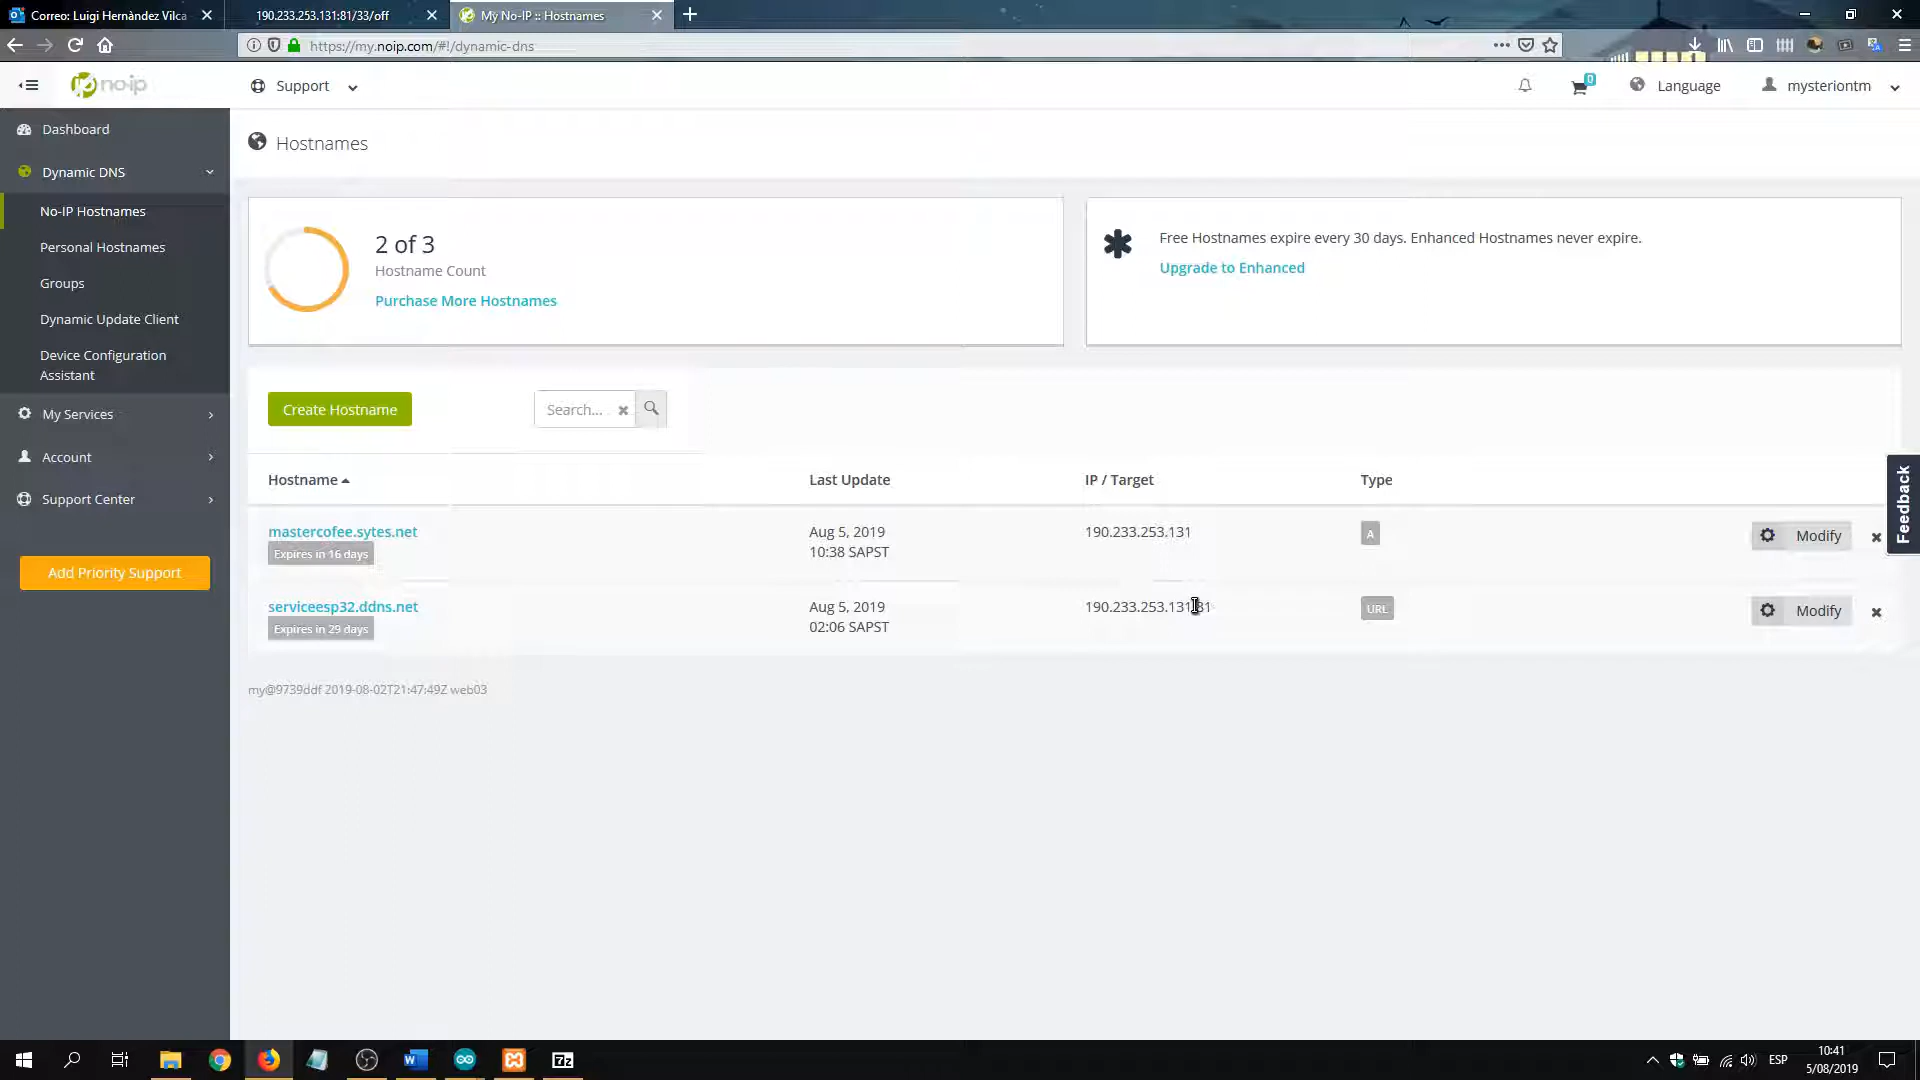 Correo: Luigi Hernàndez Vilca
190.233.253.131:81/33/off
My No-IP :: Hostnames
https://my.noip.com/#!/dynamic-dns
no-ip
Support
0
Language
mysteriontm
Dashboard
Dynamic DNS
No-IP Hostnames
Personal Hostnames
Groups
Dynamic Update Client
Device Configuration
Assistant
My Services
Account
Support Center
Add Priority Support
Hostnames
2 of 3
Hostname Count
Purchase More Hostnames
Free Hostnames expire every 30 days. Enhanced Hostnames never expire.
Upgrade to Enhanced
Create Hostname
Search...
Hostname
Last Update
IP / Target
Type
mastercofee.sytes.net
Expires in 16 days
Aug 5, 2019
10:38 SAPST
190.233.253.131
A
Modify
serviceesp32.ddns.net
Expires in 29 days
Aug 5, 2019
02:06 SAPST
URL
Modify
my@9739ddf 2019-08-02T21:47:49Z web03
Feedback
W
7z
ESP
10:41
5/08/2019